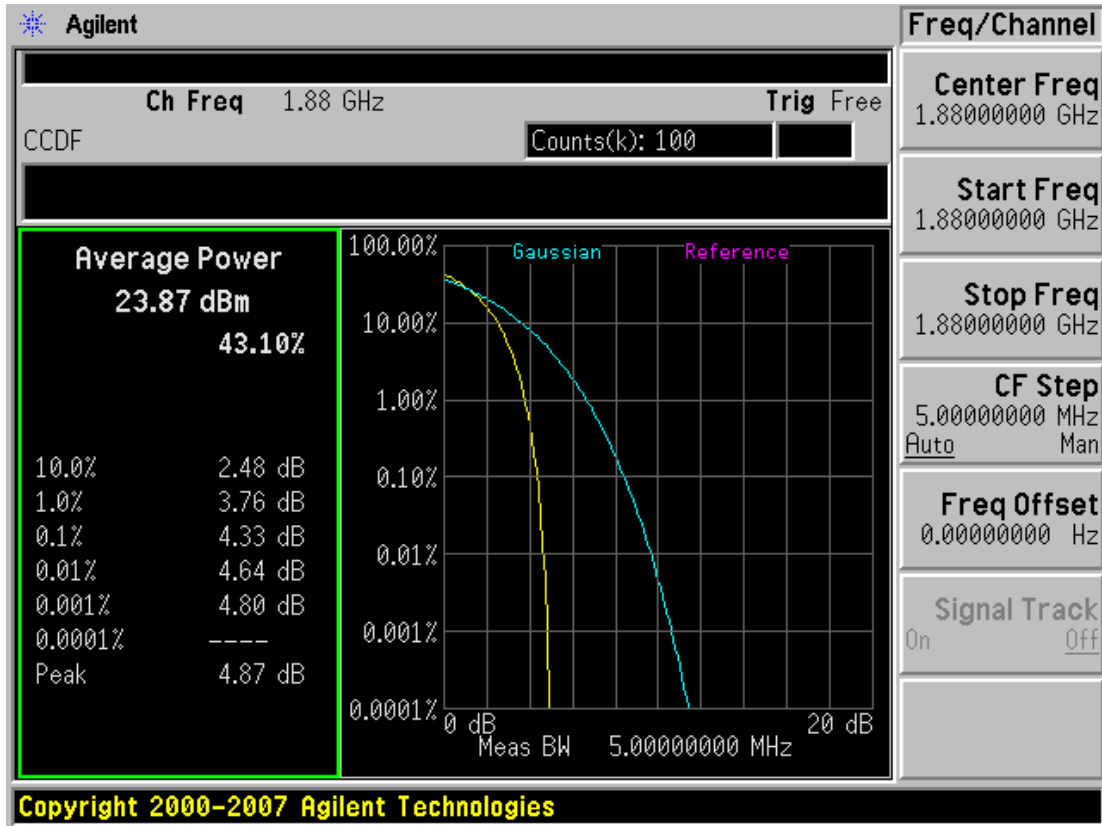 Agilent
Ch Freq 1.88 GHz Trig Free
CCDF Counts(k): 100
Average Power
23.87 dBm
43.10%
10.0% 2.48 dB
1.0% 3.76 dB
0.1% 4.33 dB
0.01% 4.64 dB
0.001% 4.80 dB
0.0001% ----
Peak 4.87 dB
Gaussian Reference
100.00%
10.00%
1.00%
0.10%
0.01%
0.001%
0.0001%
0 dB 20 dB
Meas BW 5.00000000 MHz
Freq/Channel
Center Freq
1.88000000 GHz
Start Freq
1.88000000 GHz
Stop Freq
1.88000000 GHz
CF Step
5.00000000 MHz
Auto Man
Freq Offset
0.00000000 Hz
Signal Track
On Off
Copyright 2000-2007 Agilent Technologies